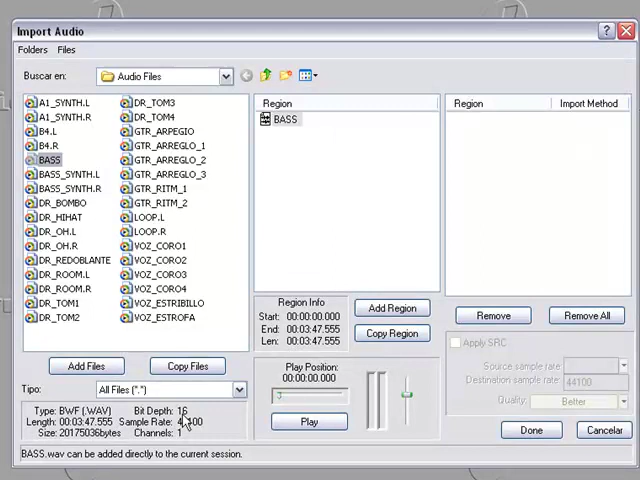 Import Audio
Folders Files
Buscar en: Audio Files
A1_SYNTH.L
A1_SYNTH.R
B4.L
B4.R
BASS
BASS_SYNTH.L
BASS_SYNTH.R
DR_BOMBO
DR_HIHAT
DR_OH.L
DR_OH.R
DR_REDOBLANTE
DR_ROOM.L
DR_ROOM.R
DR_TOM1
DR_TOM2
DR_TOM3
DR_TOM4
GTR_ARPEGIO
GTR_ARREGLO_1
GTR_ARREGLO_2
GTR_ARREGLO_3
GTR_RITM_1
GTR_RITM_2
LOOP.L
LOOP.R
VOZ_CORO1
VOZ_CORO2
VOZ_CORO3
VOZ_CORO4
VOZ_ESTRIBILLO
VOZ_ESTROFA
Region
BASS
Region Import Method
Region Info
Start: 00:00:00.000
End: 00:03:47.555
Len: 00:03:47.555
Add Region
Copy Region
Remove Remove All
Add Files Copy Files
Tipo: All Files (*.*)
Type: BWF (.WAV) Bit Depth: 16
Length: 00:03:47.555 Sample Rate:
Size: 20175036bytes Channels: 1
Play Position:
00:00:00.000
Play
Apply SRC
Source sample rate:
Destination sample rate: 44100
Quality: Better
Done Cancelar
BASS.wav can be added directly to the current session.